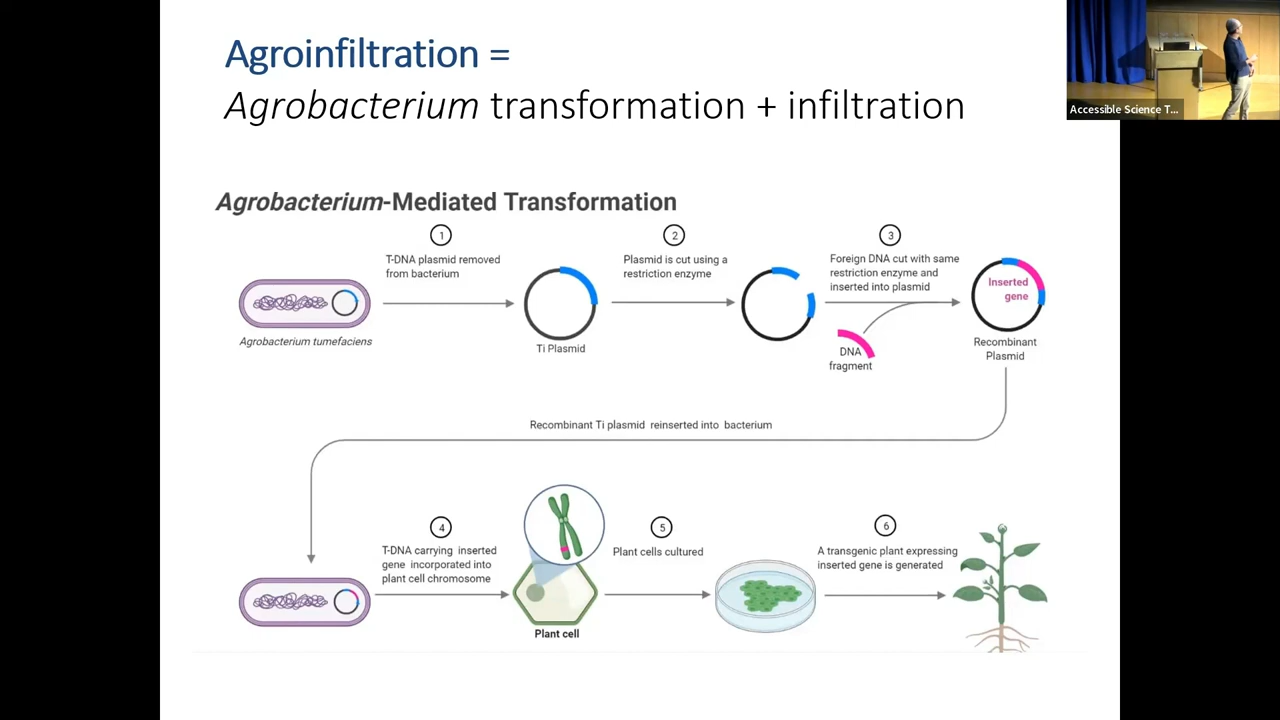 Agroinfiltration =
Agrobacterium transformation + infiltration
Accessible Science T...
Agrobacterium-Mediated Transformation
1
T-DNA plasmid removed
from bacterium
2
Plasmid is cut using a
restriction enzyme
3
Foreign DNA cut with same
restriction enzyme and
inserted into plasmid
Inserted
gene
Agrobacterium tumefaciens
Ti Plasmid
DNA
fragment
Recombinant
Plasmid
Recombinant Ti plasmid reinserted into bacterium
4
T-DNA carrying inserted
gene incorporated into
plant cell chromosome
5
Plant cells cultured
6
A transgenic plant expressing
inserted gene is generated
Plant cell